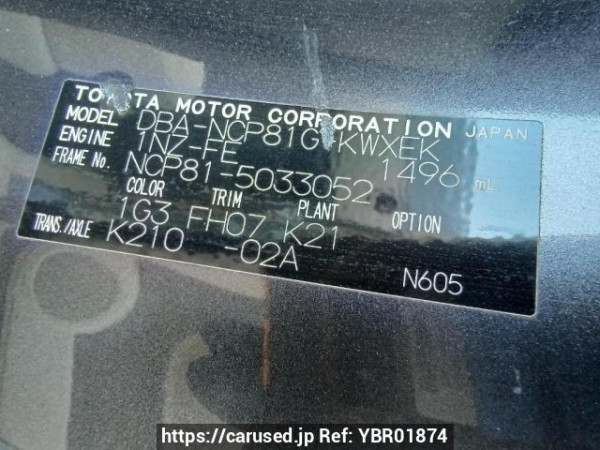 TOYOTA MOTOR CORPORATION JAPAN
MODEL DBA-NCP81G-KWXEK
ENGINE 1NZ-FE 1496 mL
FRAME No. NCP81-5033052
COLOR TRIM PLANT OPTION
1G3 FH07 K21
TRANS./AXLE K210 -02A
N605
https://carused.jp Ref: YBR01874